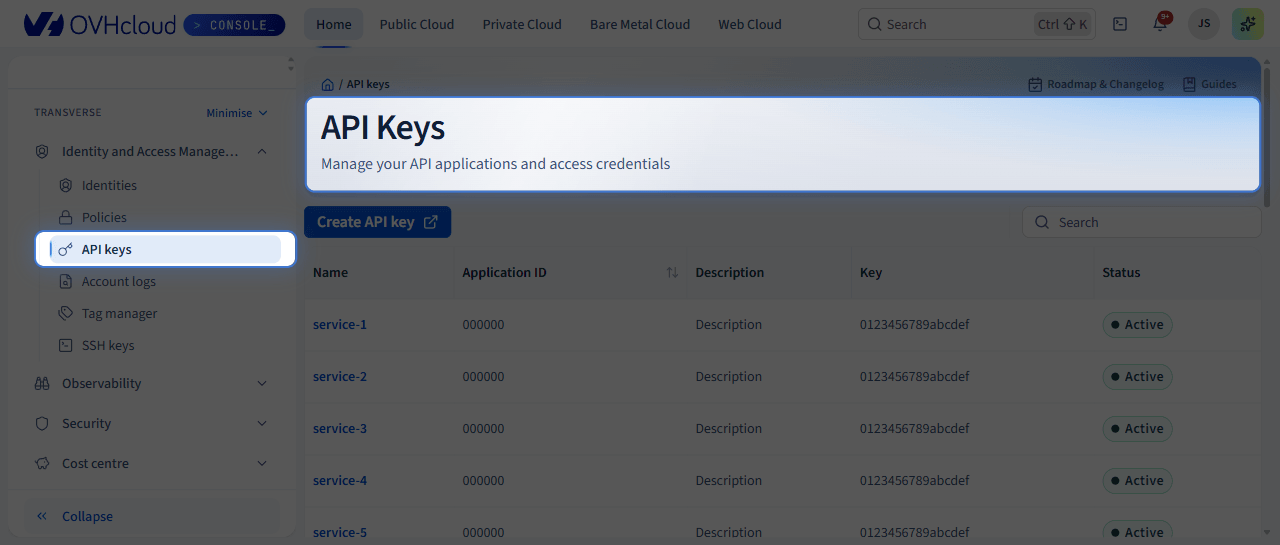 OVHcloud > CONSOLE_ Home Public Cloud Private Cloud Bare Metal Cloud Web Cloud Search Ctrl K 9+ JS
/ API keys Roadmap & Changelog Guides
TRANSVERSE Minimise
Identity and Access Manage...
Identities
Policies
API keys
Account logs
Tag manager
SSH keys
Observability
Security
Cost centre
Collapse
API Keys
Manage your API applications and access credentials
Create API key Search
Name Application ID Description Key Status
service-1 000000 Description 0123456789abcdef Active
service-2 000000 Description 0123456789abcdef Active
service-3 000000 Description 0123456789abcdef Active
service-4 000000 Description 0123456789abcdef Active
service-5 000000 Description 0123456789abcdef Active